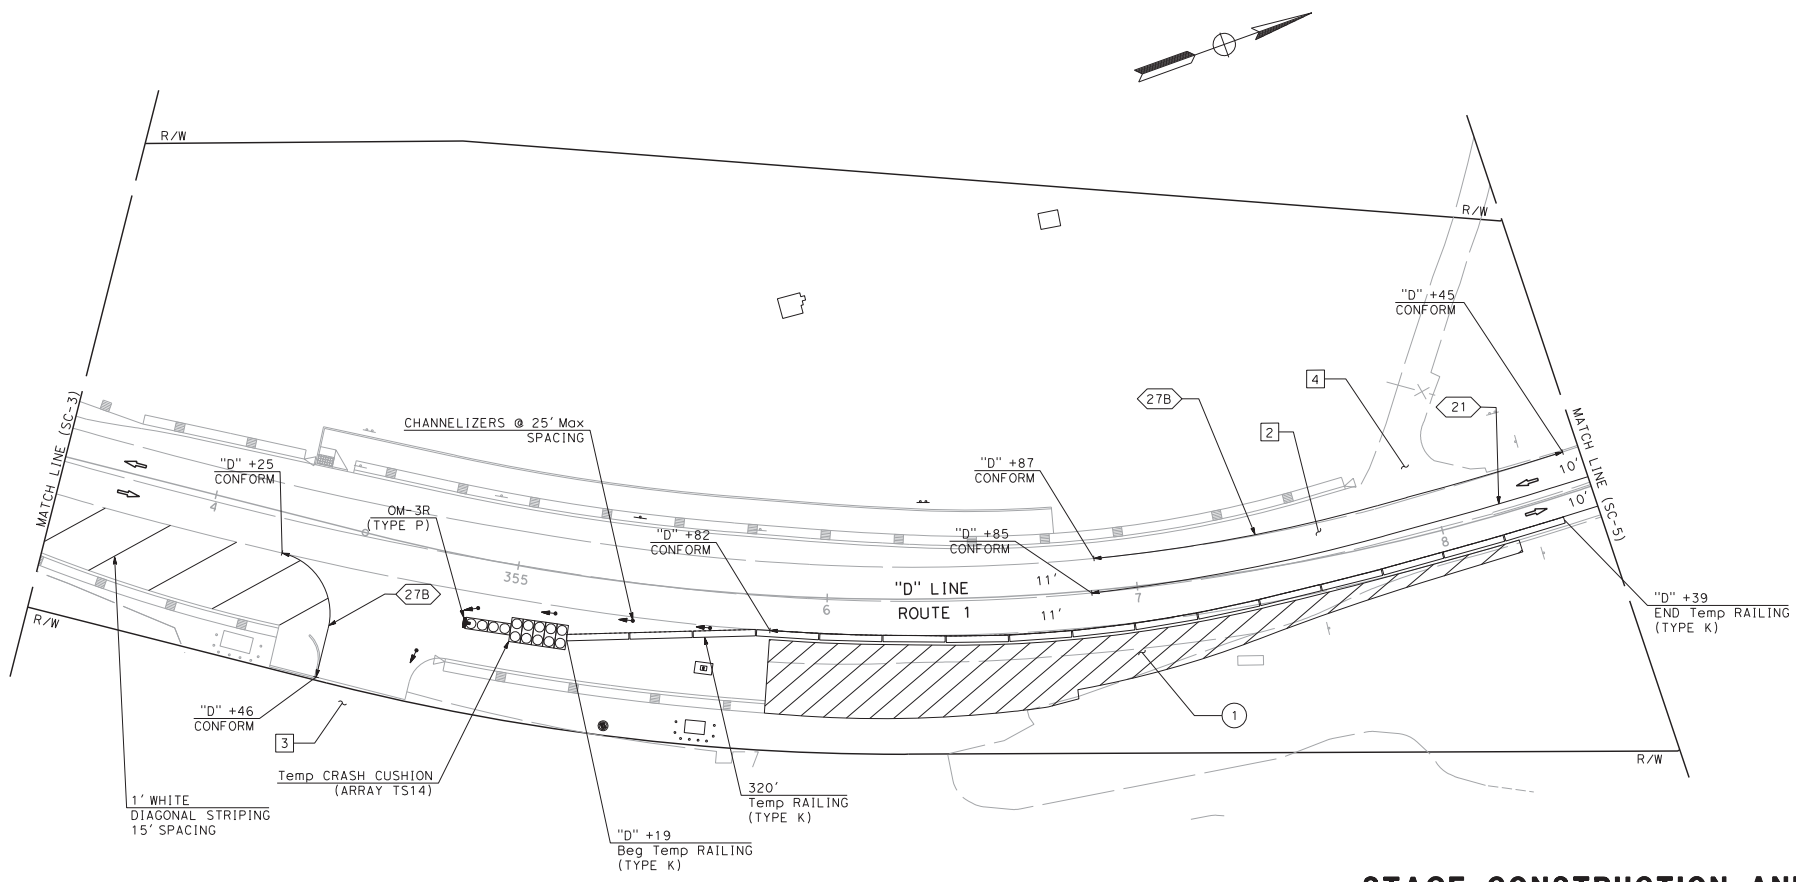 R/W
R/W
"D" +45
CONFORM
4
27B
21
2
MATCH LINE (SC-3)
MATCH LINE (SC-5)
CHANNELIZERS @ 25' Max
SPACING
"D" +25
CONFORM
"D" +87
CONFORM
10'
10'
4
OM-3R
(TYPE P)
"D" +82
CONFORM
"D" +85
CONFORM
8
355
11'
"D" LINE
7
6
ROUTE 1
11'
27B
"D" +39
END Temp RAILING
(TYPE K)
R/W
"D" +46
CONFORM
1
3
R/W
Temp CRASH CUSHION
(ARRAY TS14)
320'
Temp RAILING
(TYPE K)
1' WHITE
DIAGONAL STRIPING
15' SPACING
"D" +19
Beg Temp RAILING
(TYPE K)